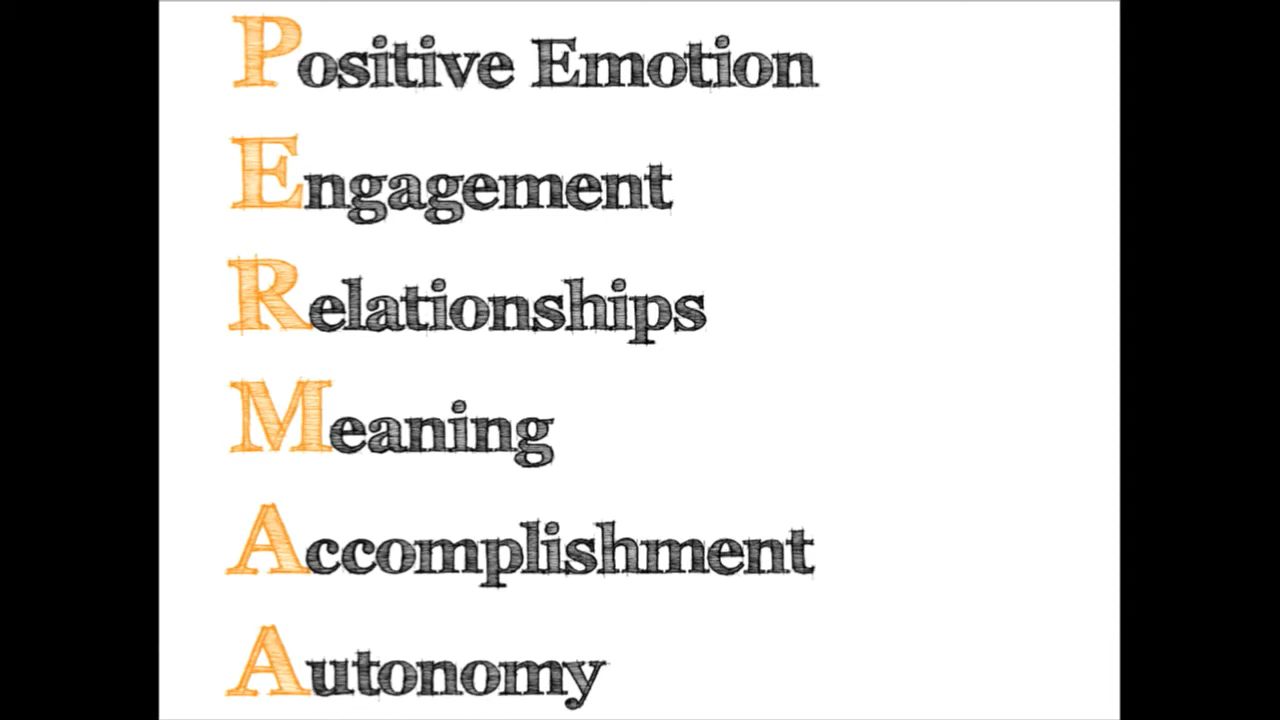 Positive Emotion
Engagement
Relationships
Meaning
Accomplishment
Autonomy